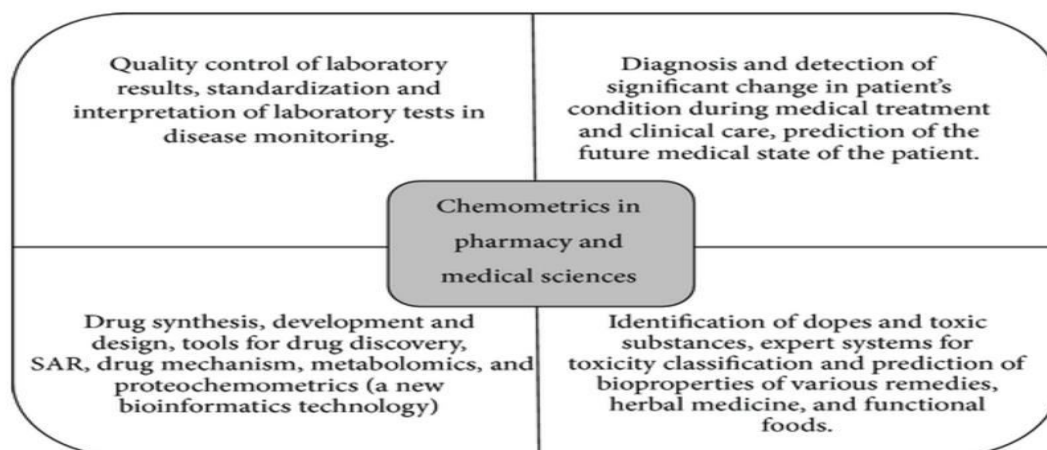 Quality control of laboratory
results, standardization and
interpretation of laboratory tests in
disease monitoring.
Diagnosis and detection of
significant change in patient's
condition during medical treatment
and clinical care, prediction of the
future medical state of the patient.
Chemometrics in
pharmacy and
medical sciences
Drug synthesis, development and
design, tools for drug discovery,
SAR, drug mechanism, metabolomics, and
proteochemometrics (a new
bioinformatics technology)
Identification of dopes and toxic
substances, expert systems for
toxicity classification and prediction of
bioproperties of various remedies,
herbal medicine, and functional
foods.